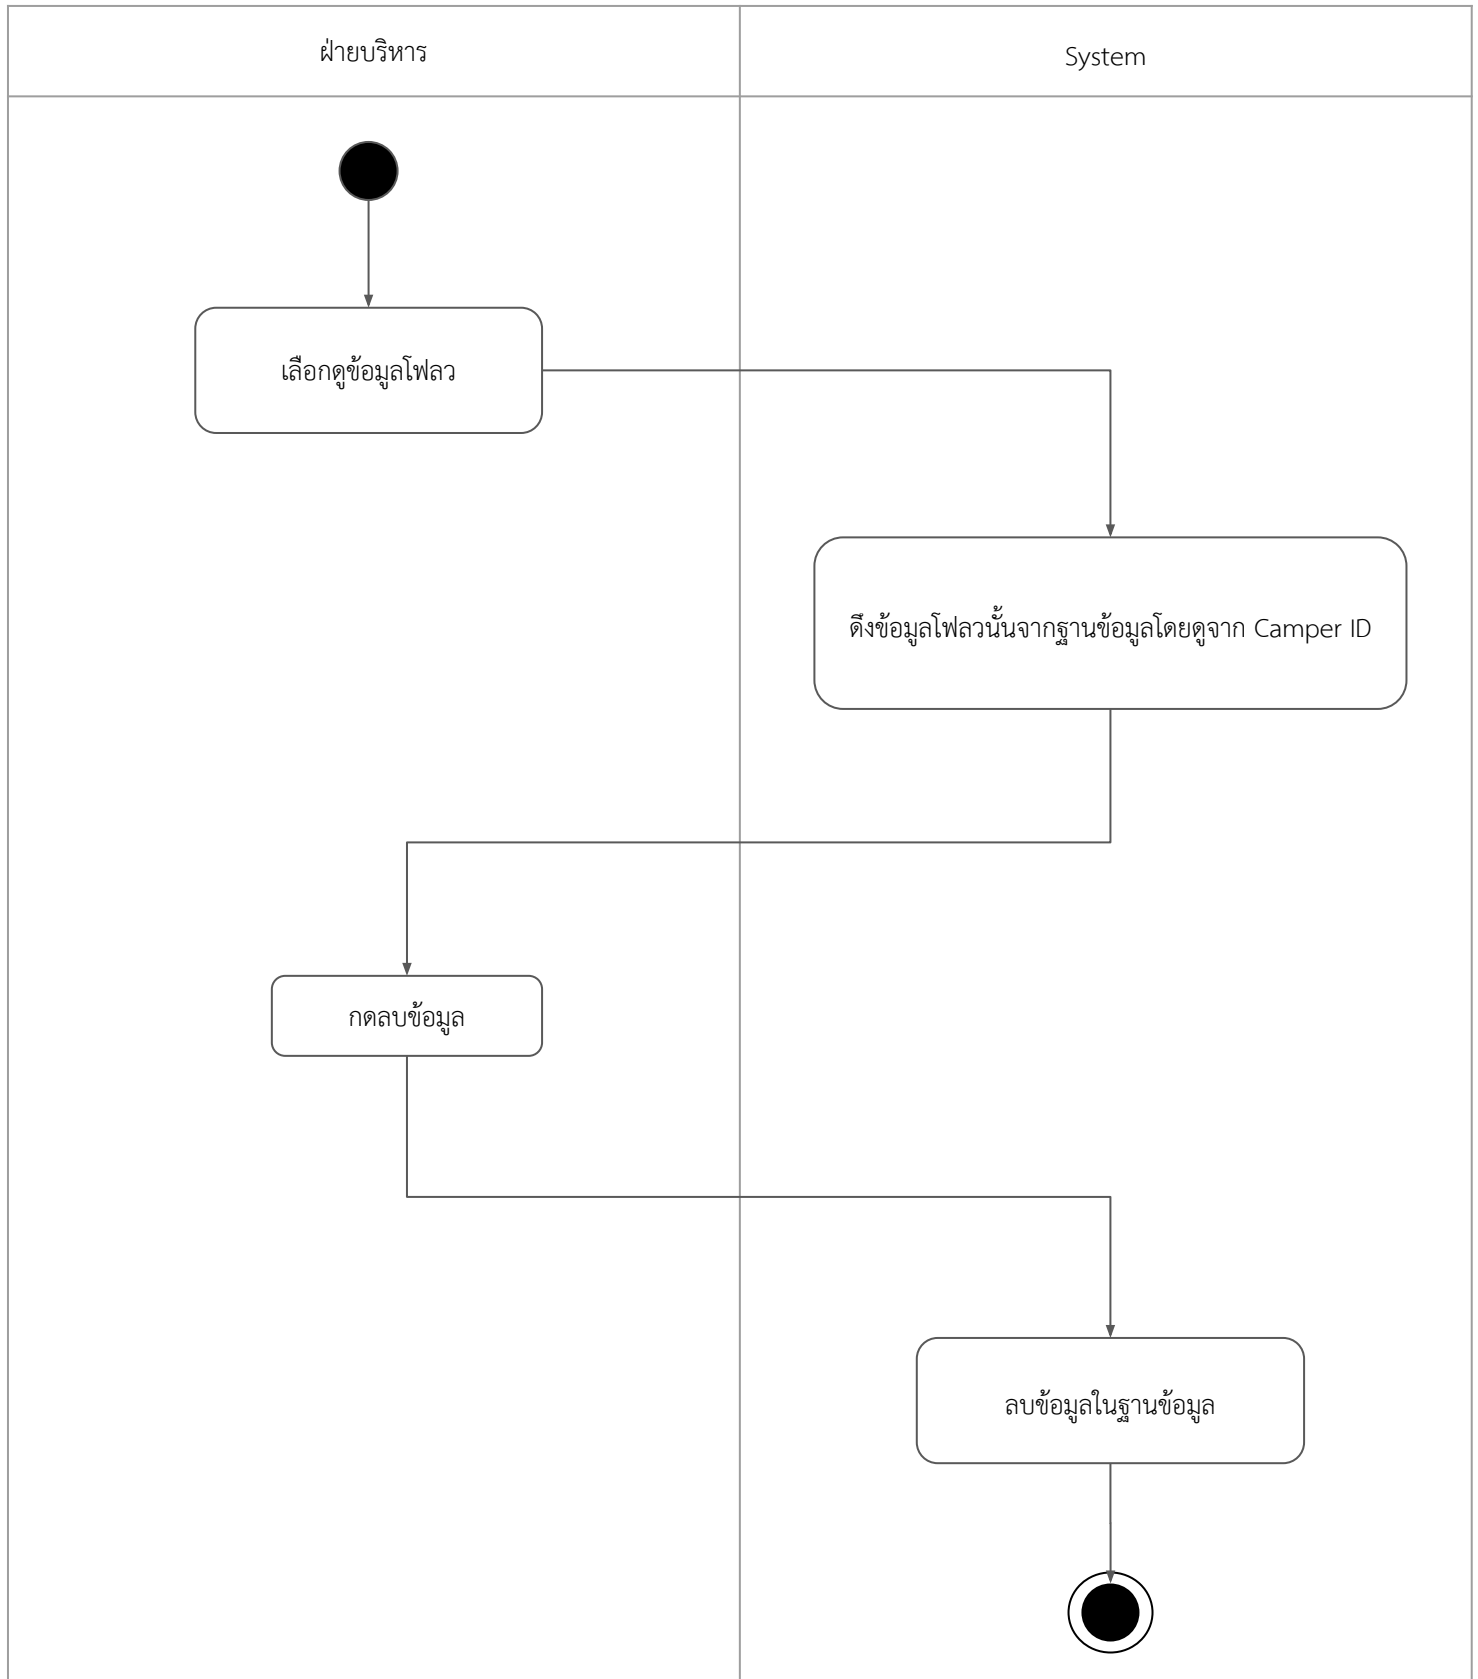 ฝ่ายบริหาร
System
เลือกดูข้อมูลโฟลว
ดึงข้อมูลโฟลวนั้นจากฐานข้อมูลโดยดูจาก Camper ID
กดลบข้อมูล
ลบข้อมูลในฐานข้อมูล